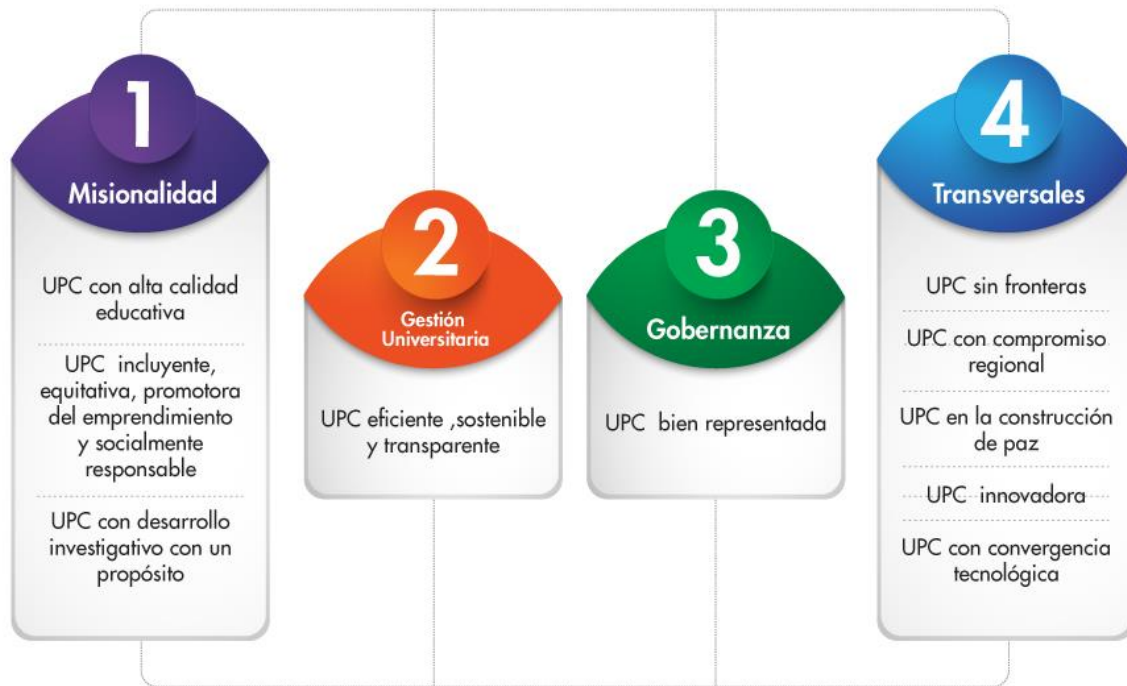 1
Misionalidad
UPC con alta calidad
educativa
UPC incluyente,
equitativa, promotora
del emprendimiento
y socialmente
responsable
UPC con desarrollo
investigativo con un
propósito
2
Gestión
Universitaria
UPC eficiente ,sostenible
y transparente
3
Gobernanza
UPC bien representada
4
Transversales
UPC sin fronteras
UPC con compromiso
regional
UPC en la construcción
de paz
UPC innovadora
UPC con convergencia
tecnológica